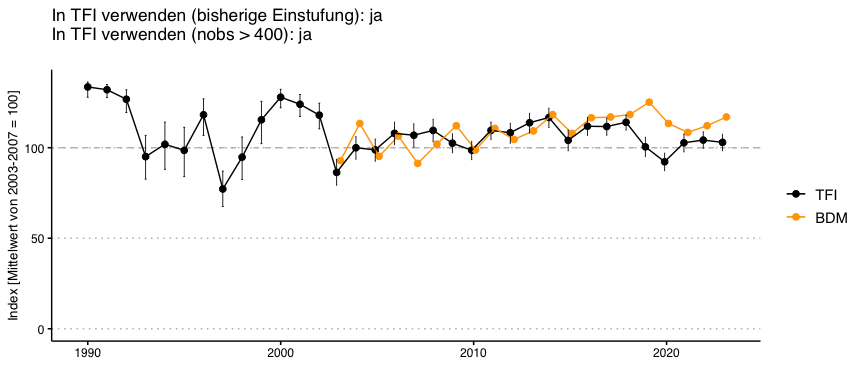 In TFI verwenden (bisherige Einstufung): ja
In TFI verwenden (nobs > 400): ja
Index [Mittelwert von 2003-2007 = 100]
100
50
0
1990
2000
2010
2020
TFI
BDM